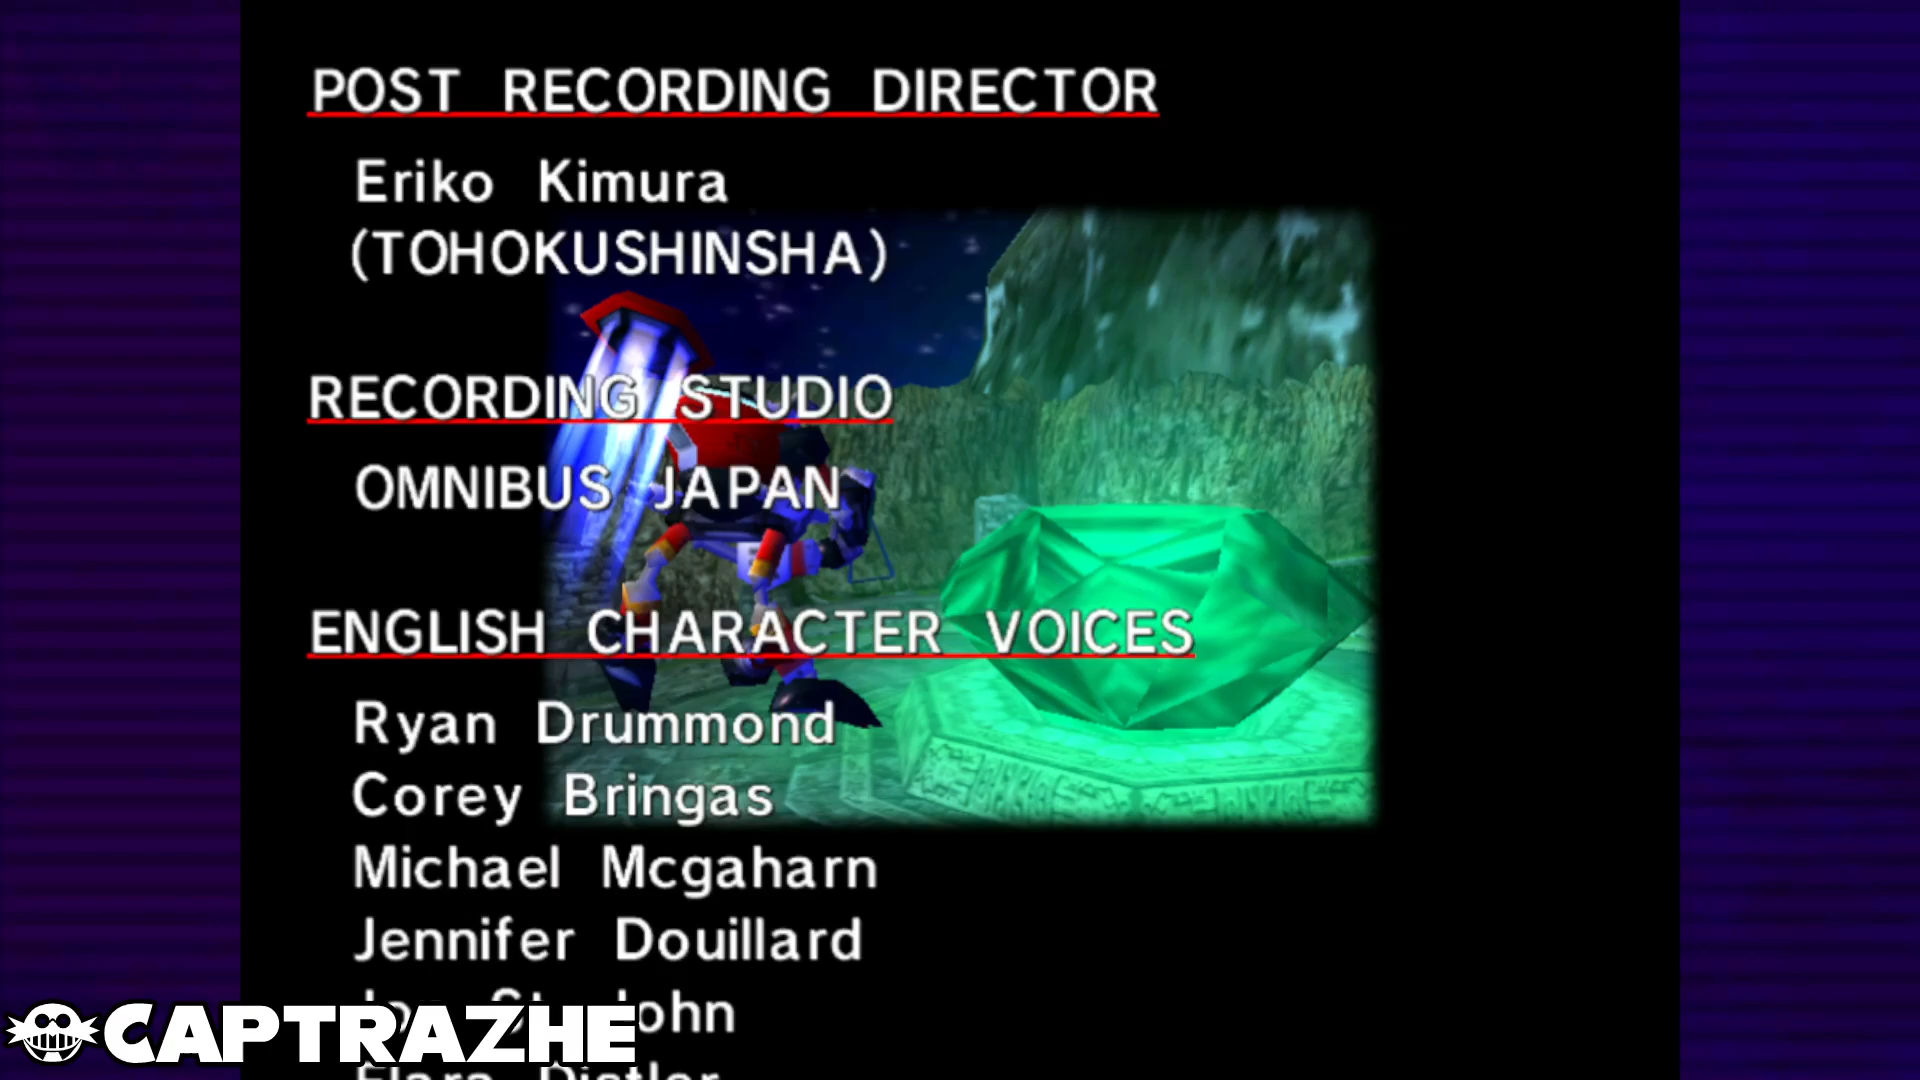 POST RECORDING DIRECTOR
Eriko Kimura
(TOHOKUSHINSHA)
RECORDING STUDIO
OMNIBUS JAPAN
ENGLISH CHARACTER VOICES
Ryan Drummond
Corey Bringas
Michael Mcgaharn
Jennifer Douillard
John
CAPTRAZHE